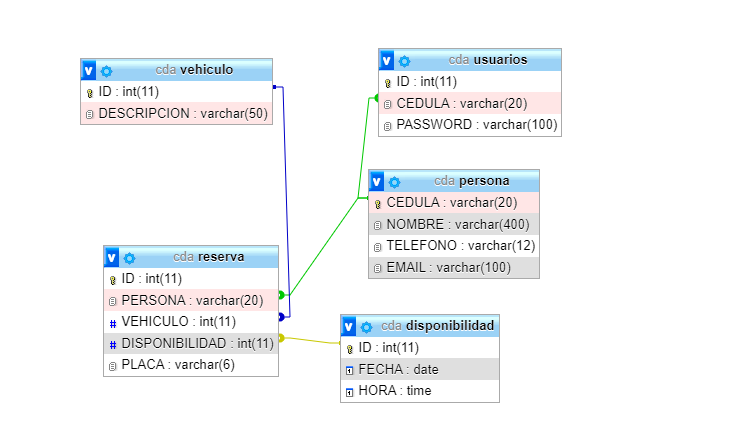 v cda vehiculo
ID : int(11)
DESCRIPCION : varchar(50)
v cda usuarios
ID : int(11)
CEDULA : varchar(20)
PASSWORD : varchar(100)
v cda persona
CEDULA : varchar(20)
NOMBRE : varchar(400)
TELEFONO : varchar(12)
EMAIL : varchar(100)
v cda reserva
ID : int(11)
PERSONA : varchar(20)
# VEHICULO : int(11)
# DISPONIBILIDAD : int(11)
PLACA : varchar(6)
v cda disponibilidad
ID : int(11)
FECHA : date
HORA : time